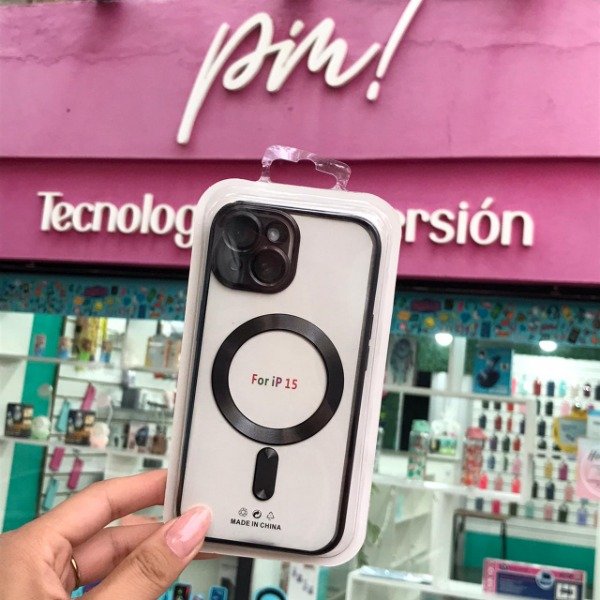 pim!
Tecnolog ersión
For iP 15
MADE IN CHINA